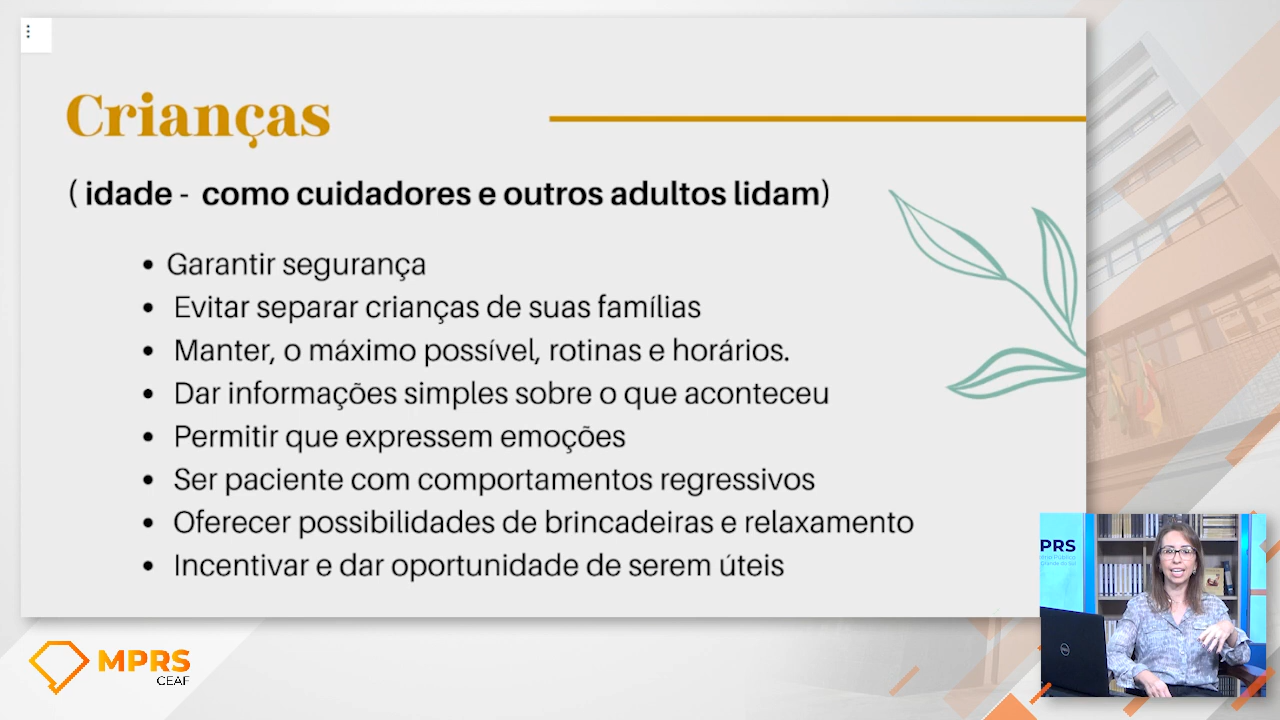 Crianças
( idade - como cuidadores e outros adultos lidam)
• Garantir segurança
• Evitar separar crianças de suas famílias
• Manter, o máximo possível, rotinas e horários.
• Dar informações simples sobre o que aconteceu
• Permitir que expressem emoções
• Ser paciente com comportamentos regressivos
• Oferecer possibilidades de brincadeiras e relaxamento
• Incentivar e dar oportunidade de serem úteis
PRS
MPRS
CEAF